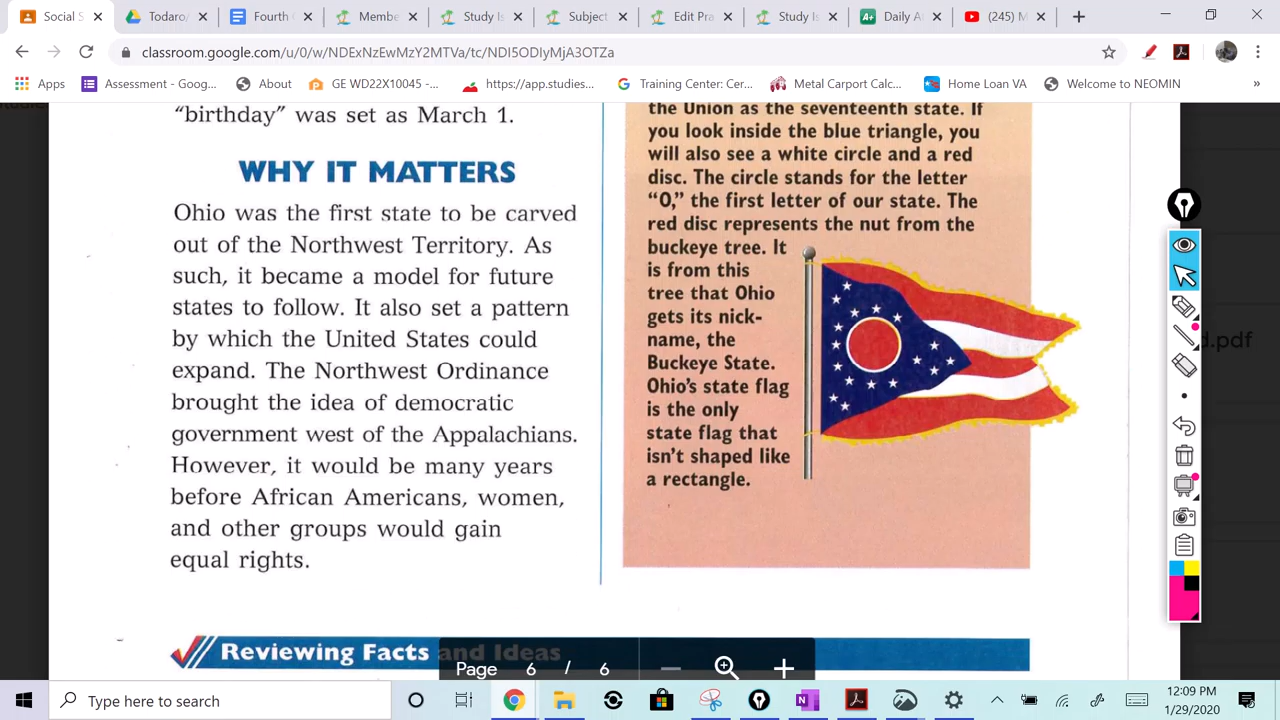 Social S
Todaro
Fourth
Membe
Study Is
Subject
Edit P
Study Is
Daily A
(245) M
classroom.google.com/u/0/w/NDExNzEwMzY2MTVa/tc/NDI5ODIyMjA3OTZa
Apps
Assessment - Goog...
About
GE WD22X10045 -...
https://app.studies...
Training Center: Cer...
Metal Carport Calc...
Home Loan VA
Welcome to NEOMIN
»
"birthday" was set as March 1.
WHY IT MATTERS
Ohio was the first state to be carved
out of the Northwest Territory. As
such, it became a model for future
states to follow. It also set a pattern
by which the United States could
expand. The Northwest Ordinance
brought the idea of democratic
government west of the Appalachians.
However, it would be many years
before African Americans, women,
and other groups would gain
equal rights.
the Union as the seventeenth state. If
you look inside the blue triangle, you
will also see a white circle and a red
disc. The circle stands for the letter
"O," the first letter of our state. The
red disc represents the nut from the
buckeye tree. It
is from this
tree that Ohio
gets its nick-
name, the
Buckeye State.
Ohio's state flag
is the only
state flag that
isn't shaped like
a rectangle.
d.pdf
Reviewing Facts and Ideas
Page 6 / 6
Type here to search
12:09 PM
1/29/2020